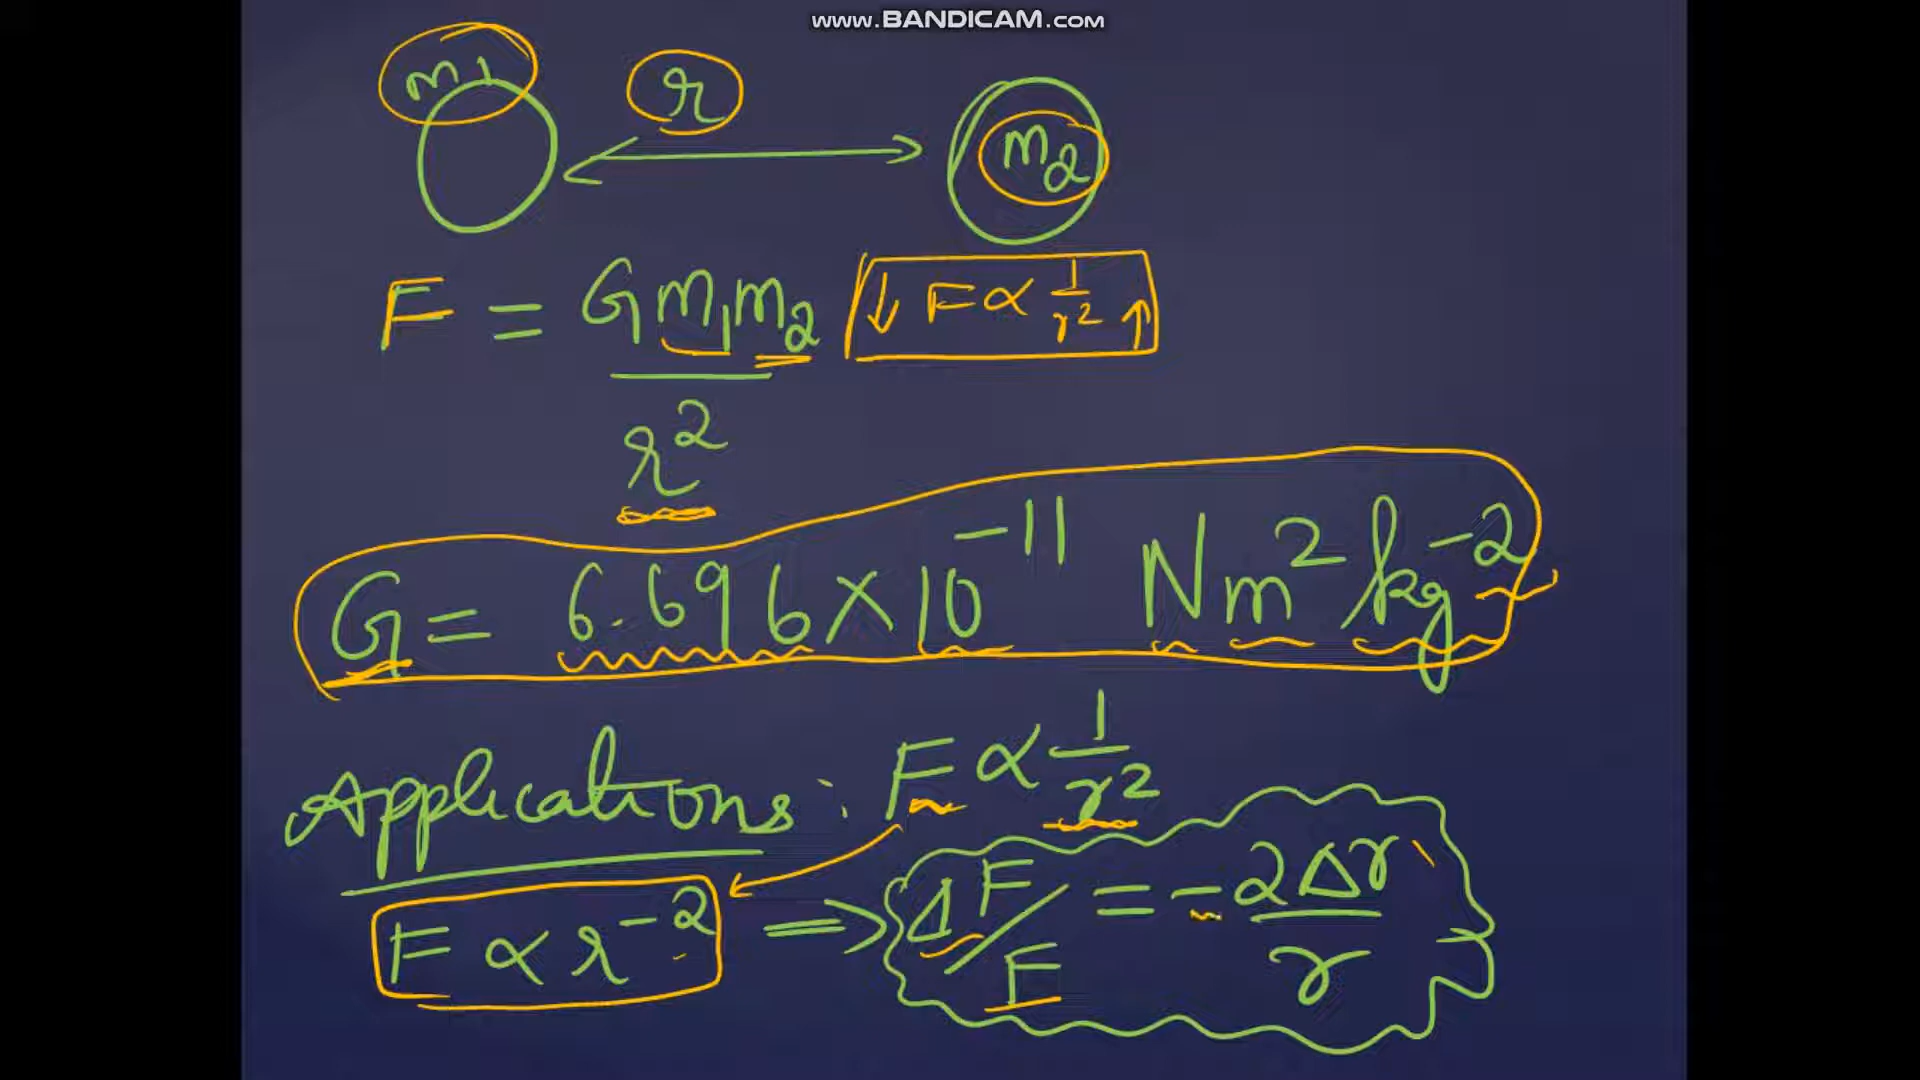 www.BANDICAM.com
m1 r m2
F = Gm1m2 / r² ↓ F ∝ 1/r² ↑
G = 6.696 × 10⁻¹¹ Nm² kg⁻²
Applications : F ∝ 1/r²
F ∝ r⁻² ⇒ ΔF/F = -2Δr/r